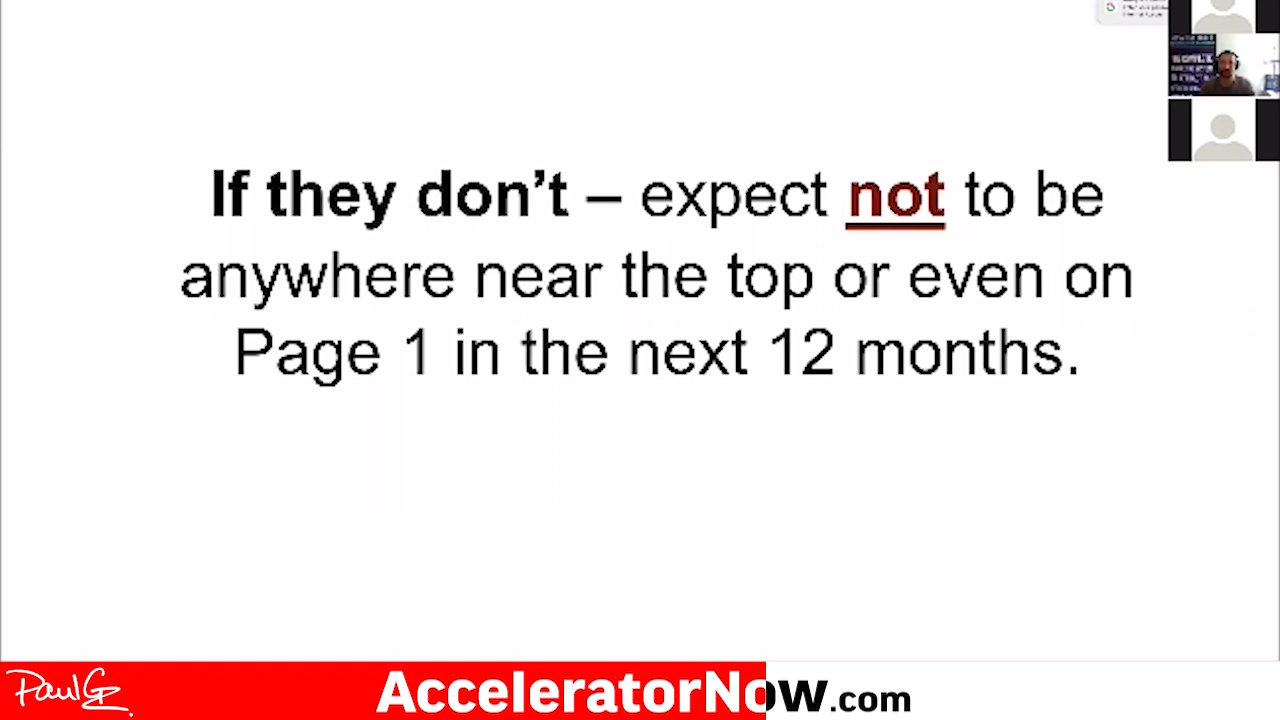 If they don’t – expect not to be
anywhere near the top or even on
Page 1 in the next 12 months.
PaulG
AcceleratorNow.com